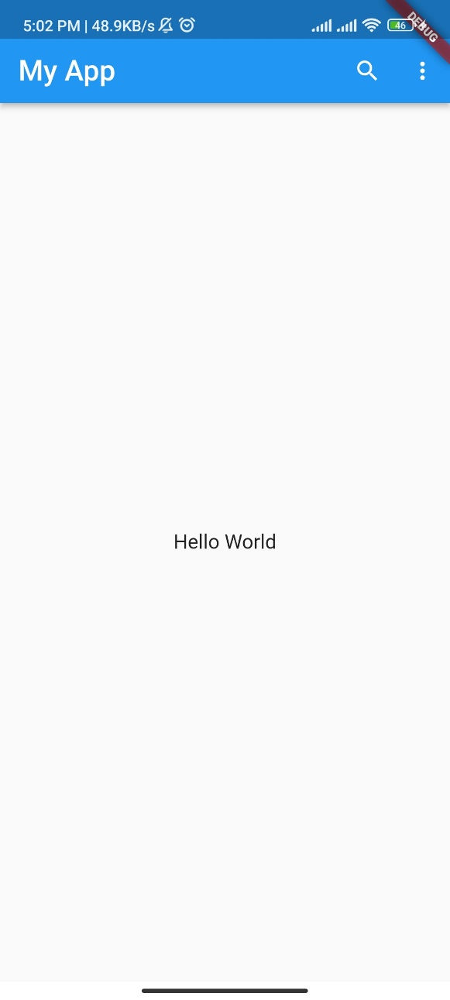 5:02 PM | 48.9KB/s 46
DEBUG
My App
Hello World